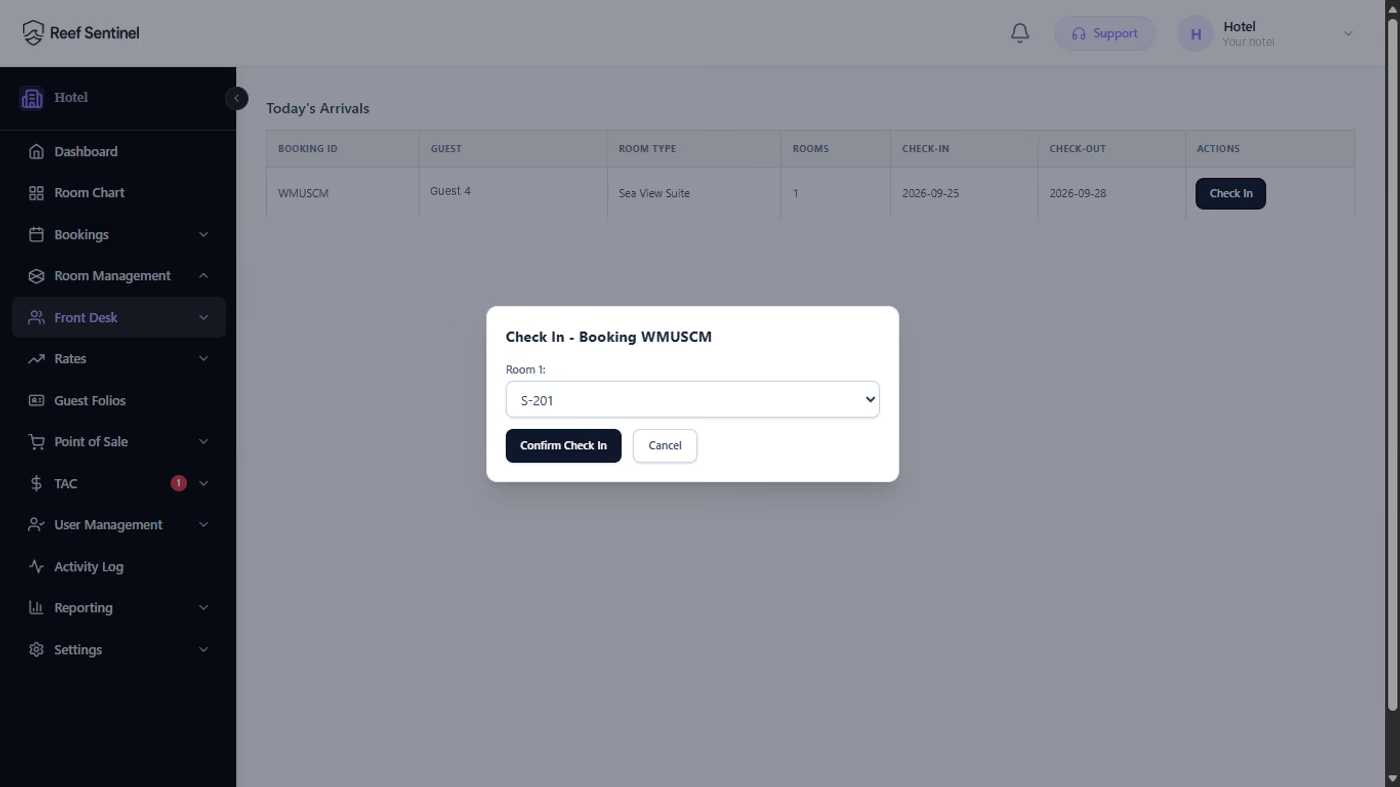 Reef Sentinel
Support
H
Hotel
Your hotel
Hotel
Dashboard
Room Chart
Bookings
Room Management
Front Desk
Rates
Guest Folios
Point of Sale
TAC
1
User Management
Activity Log
Reporting
Settings
Today's Arrivals
BOOKING ID GUEST ROOM TYPE ROOMS CHECK-IN CHECK-OUT ACTIONS
WMUSCM Guest 4 Sea View Suite 1 2026-09-25 2026-09-28 Check In
Check In - Booking WMUSCM
Room 1:
S-201
Confirm Check In Cancel